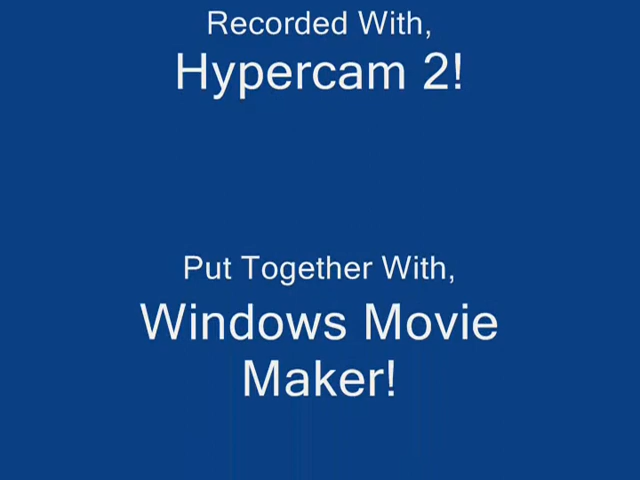 Recorded With,
Hypercam 2!
Put Together With,
Windows Movie
Maker!